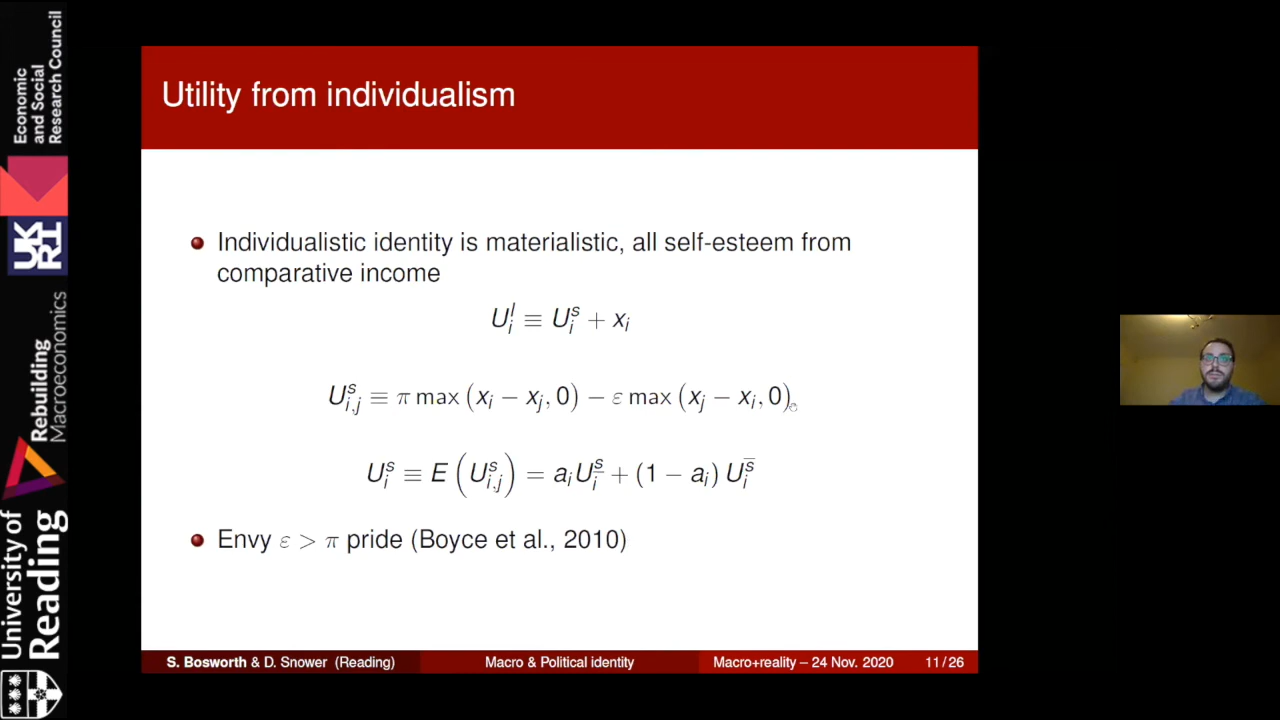 Utility from individualism
Individualistic identity is materialistic, all self-esteem from
comparative income
U_i^I ≡ U_i^s + x_i
U_{i,j}^s ≡ π max (x_i − x_j, 0) − ε max (x_j − x_i, 0)
U_i^s ≡ E (U_{i,j}^s) = a_i U_i^{s̲} + (1 − a_i) U_i^{s̅}
Envy ε > π pride (Boyce et al., 2010)
S. Bosworth & D. Snower (Reading)
Macro & Political identity
Macro+reality – 24 Nov. 2020
11 / 26
Economic
and Social
Research Council
UK
RI
Rebuilding
Macroeconomics
University of
Reading